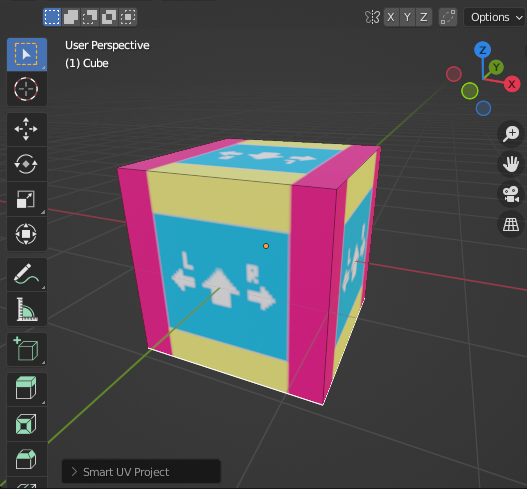 X Y Z
Options
User Perspective
(1) Cube
Z
Y
X
L
R
Smart UV Project